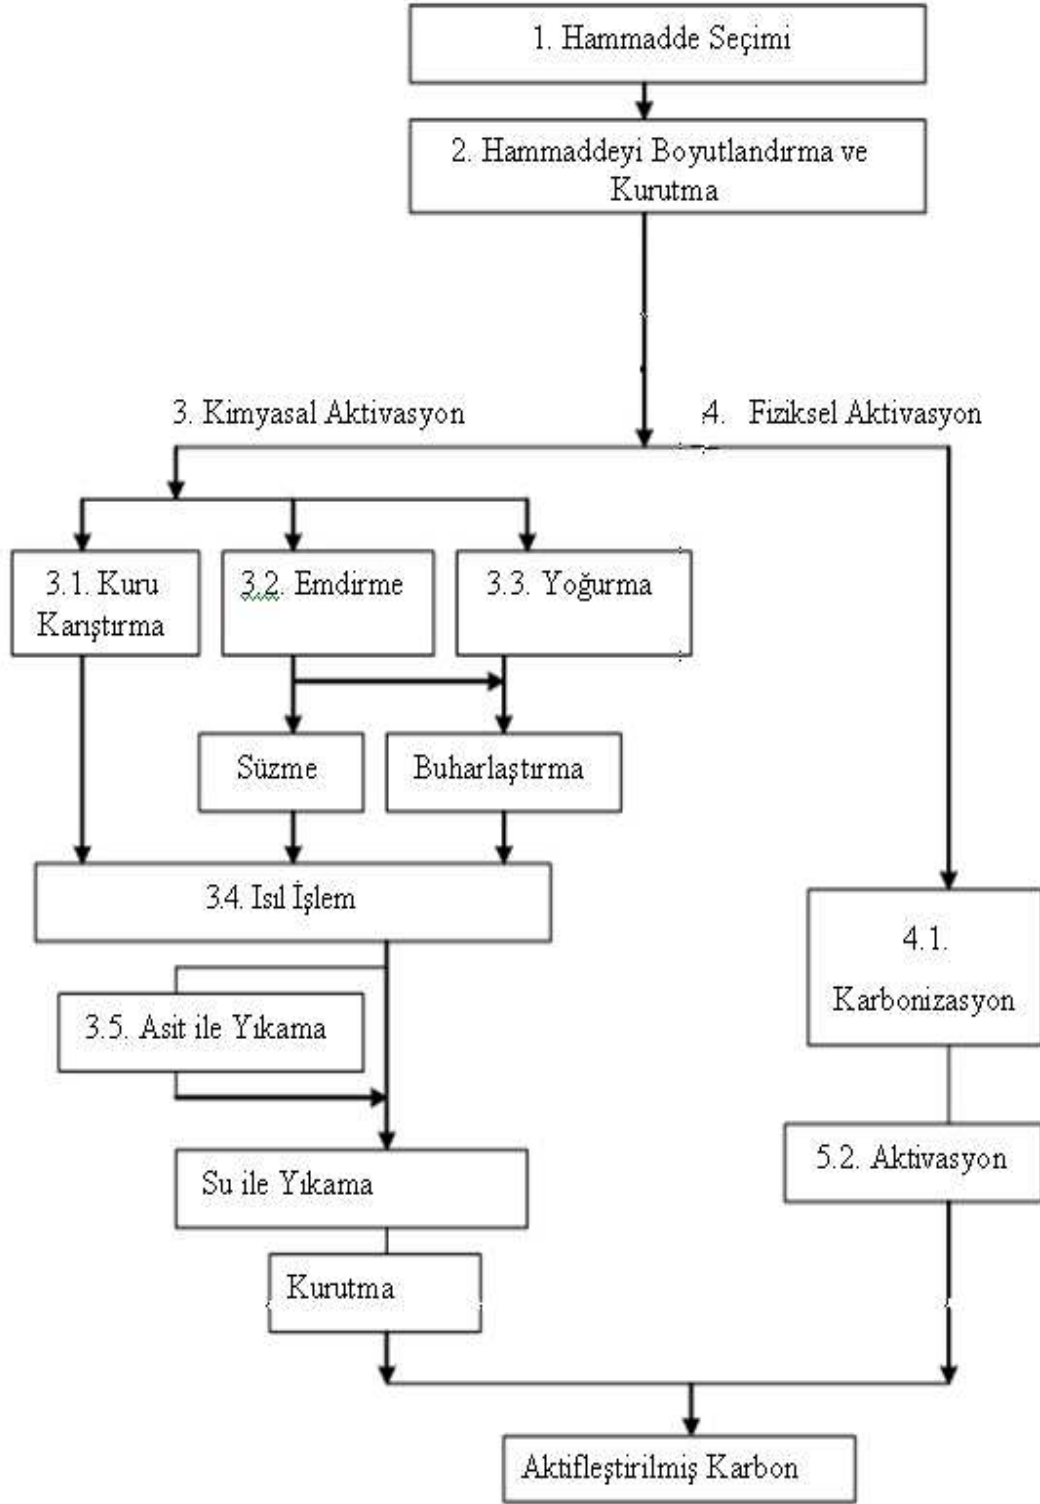 1. Hammadde Seçimi
2. Hammaddeyi Boyutlandırma ve
Kurutma
3. Kimyasal Aktivasyon
4. Fiziksel Aktivasyon
3.1. Kuru
Karıştırma
3.2. Emdirme
3.3. Yoğurma
Süzme
Buharlaştırma
3.4. Isıl İşlem
4.1.
Karbonizasyon
3.5. Asit ile Yıkama
5.2. Aktivasyon
Su ile Yıkama
Kurutma
Aktifleştirilmiş Karbon